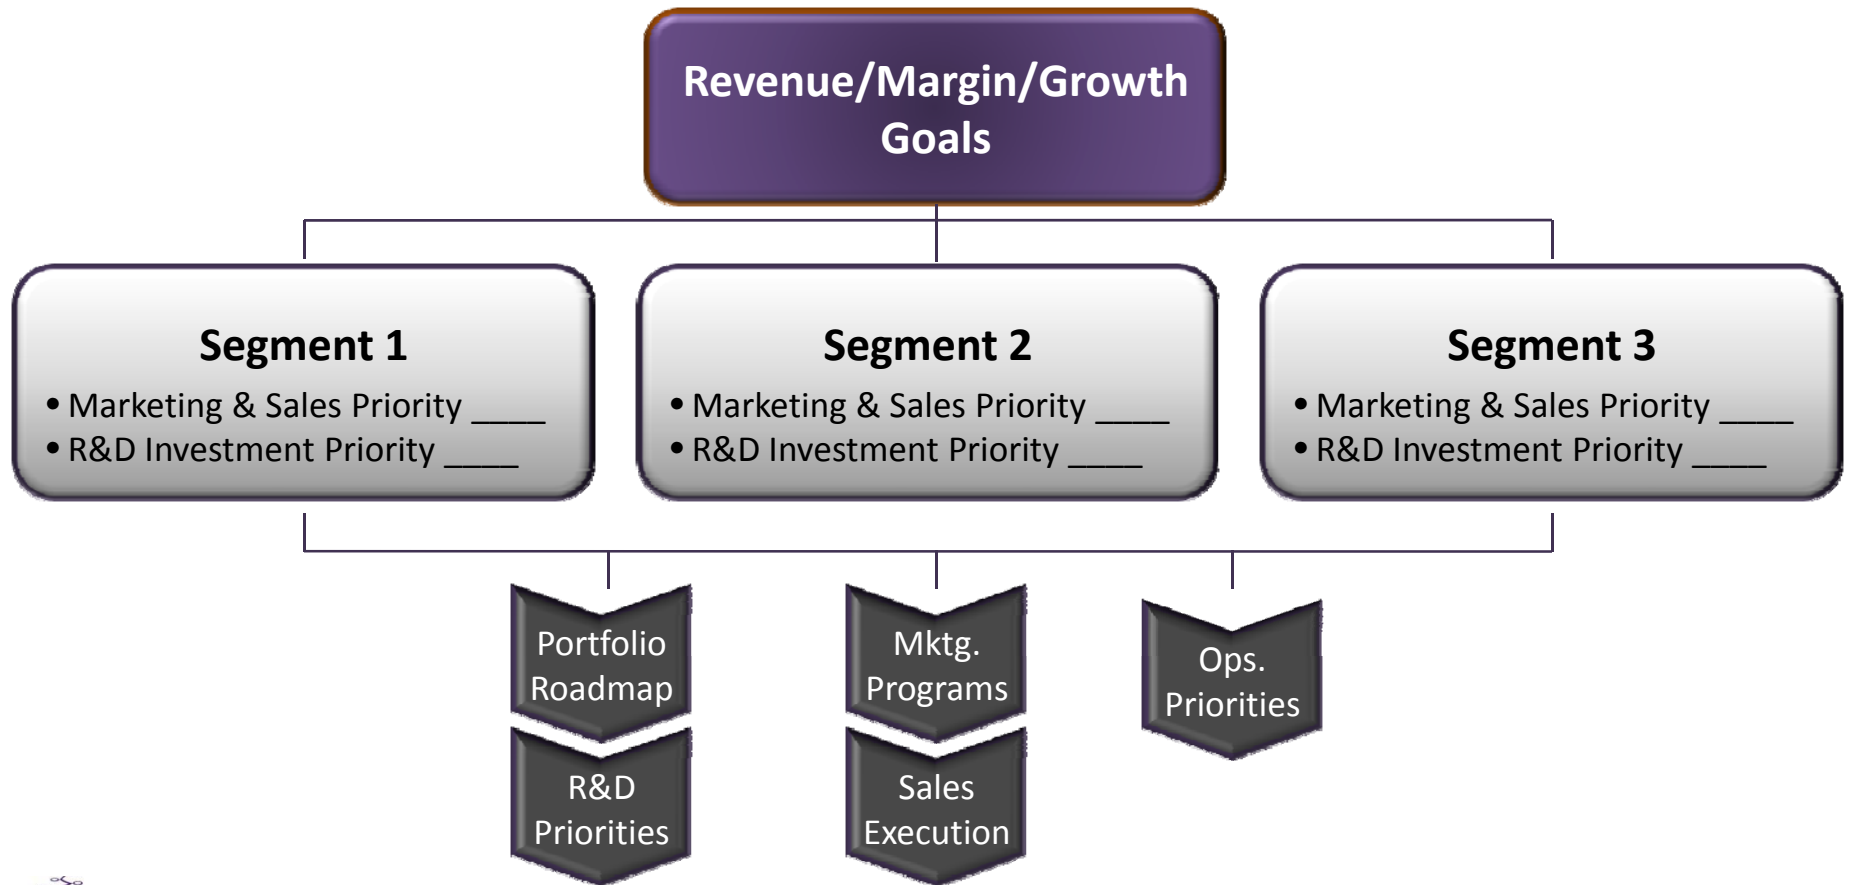 Revenue/Margin/Growth
Goals
Segment 1
• Marketing & Sales Priority ____
• R&D Investment Priority ____
Segment 2
• Marketing & Sales Priority ____
• R&D Investment Priority ____
Segment 3
• Marketing & Sales Priority ____
• R&D Investment Priority ____
Portfolio
Roadmap
R&D
Priorities
Mktg.
Programs
Sales
Execution
Ops.
Priorities